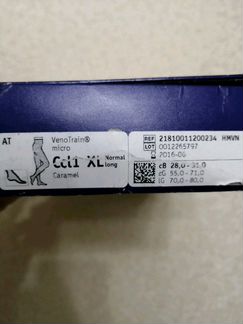 AT
VenoTrain®
micro
Ccl1 XL Normal
long
Caramel
REF 21810011200234 HMVN
LOT 0012265797
2016-06
cB 28,0 - 31,0
cG 55,0 - 71,0
lG 70,0 - 80,0